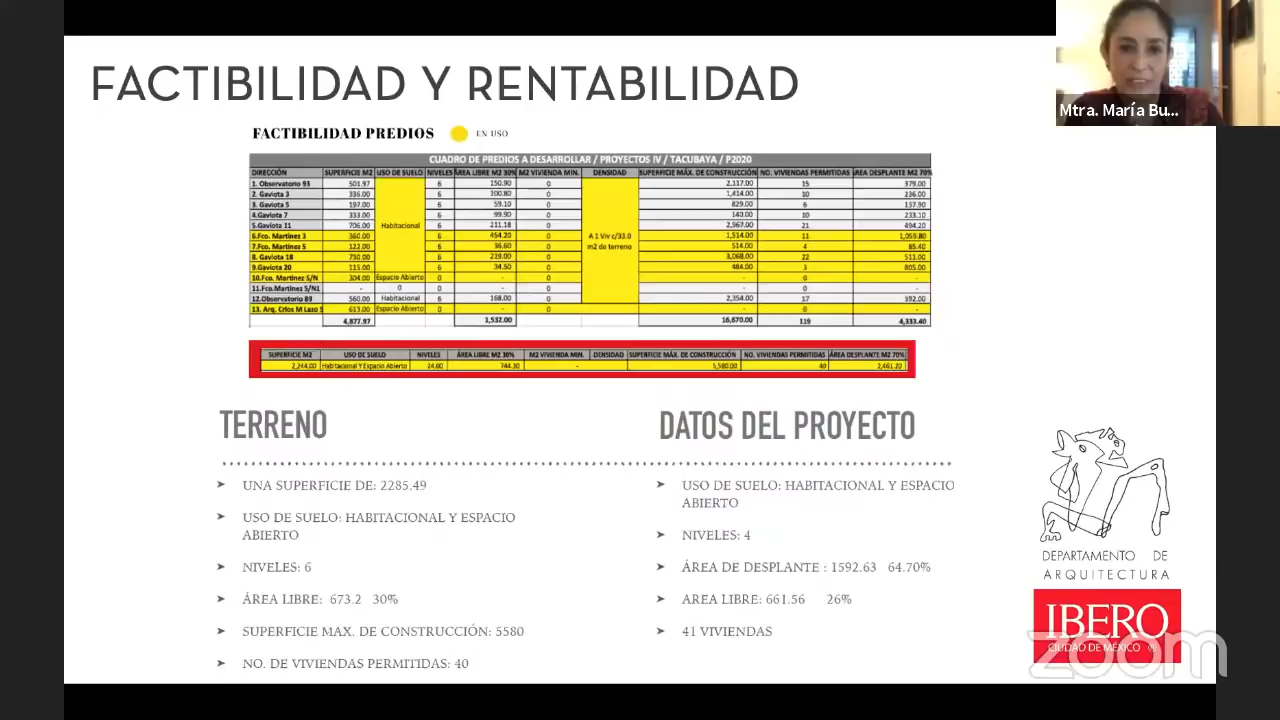 FACTIBILIDAD Y RENTABILIDAD
Mtra. María Bu...
FACTIBILIDAD PREDIOS EN USO
CUADRO DE PREDIOS A DESARROLLAR / PROYECTOS IV / TACUBAYA / P2020
DIRECCIÓN SUPERFICIE M2 USO DE SUELO NIVELES ÁREA LIBRE M2 30% M2 VIVIENDA MIN. DENSIDAD SUPERFICIE MÁX. DE CONSTRUCCIÓN NO. VIVIENDAS PERMITIDAS ÁREA DESPLANTE M2 70%
1. Observatorio 93 501.97 6 150.90 0 2,117.00 15 379.00
2. Gaviota 3 336.00 6 100.80 0 1,414.00 10 236.00
3. Gaviota 5 197.00 6 59.10 0 829.00 6 137.90
4.Gaviota 7 333.00 6 99.90 0 140.00 10 233.10
5.Gaviota 11 706.00 Habitacional 6 211.18 0 2,967.00 21 494.20
6.Fco. Martínez 3 360.00 6 454.20 0 A 1 Viv c/33.0 1,514.00 11 1,059.80
7.Fco. Martínez 5 122.00 6 36.60 0 m2 de terreno 514.00 4 85.40
8. Gaviota 18 730.00 6 219.00 0 3,068.00 22 511.00
9.Gaviota 20 115.00 6 34.50 0 484.00 3 805.00
10.Fco. Martínez S/N 304.00 Espacio Abierto 0 - 0 - 0 -
11.Fco.Martínez S/N1 - 0 - 0 - 0 -
12.Observatorio 89 560.00 Habitacional 6 168.00 0 2,354.00 17 392.00
13. Arq. Crlos M Lazo S 613.00 Espacio Abierto 0 - 0 - 0 -
4,877.97 1,532.00 16,670.00 119 4,333.40
SUPERFICIE M2 USO DE SUELO NIVELES ÁREA LIBRE M2 30% M2 VIVIENDA MIN. DENSIDAD SUPERFICIE MÁX. DE CONSTRUCCIÓN NO. VIVIENDAS PERMITIDAS ÁREA DESPLANTE M2 70%
2,244.00 Habitacional Y Espacio Abierto 24.00 744.30 - 5,580.00 40 2,461.20
TERRENO
UNA SUPERFICIE DE: 2285.49
USO DE SUELO: HABITACIONAL Y ESPACIO
ABIERTO
NIVELES: 6
ÁREA LIBRE: 673.2 30%
SUPERFICIE MAX. DE CONSTRUCCIÓN: 5580
NO. DE VIVIENDAS PERMITIDAS: 40
DATOS DEL PROYECTO
USO DE SUELO: HABITACIONAL Y ESPACIO
ABIERTO
NIVELES: 4
ÁREA DE DESPLANTE : 1592.63 64.70%
AREA LIBRE: 661.56 26%
41 VIVIENDAS
DEPARTAMENTO DE
ARQUITECTURA
IBERO
CIUDAD DE MÉXICO
zoom